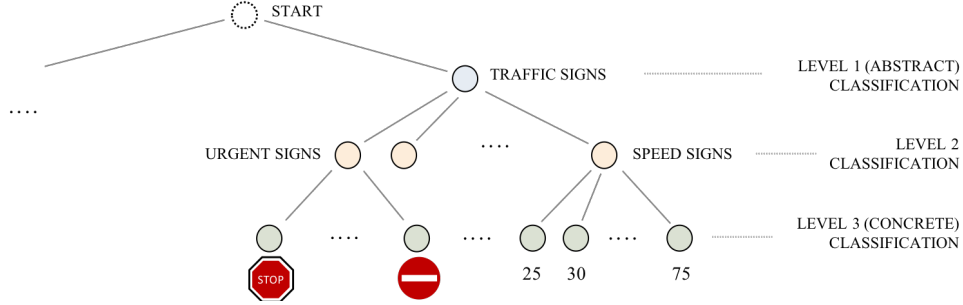 START
TRAFFIC SIGNS
LEVEL 1 (ABSTRACT)
CLASSIFICATION
....
....
URGENT SIGNS
SPEED SIGNS
LEVEL 2
CLASSIFICATION
....
....
....
LEVEL 3 (CONCRETE)
CLASSIFICATION
STOP
25
30
75